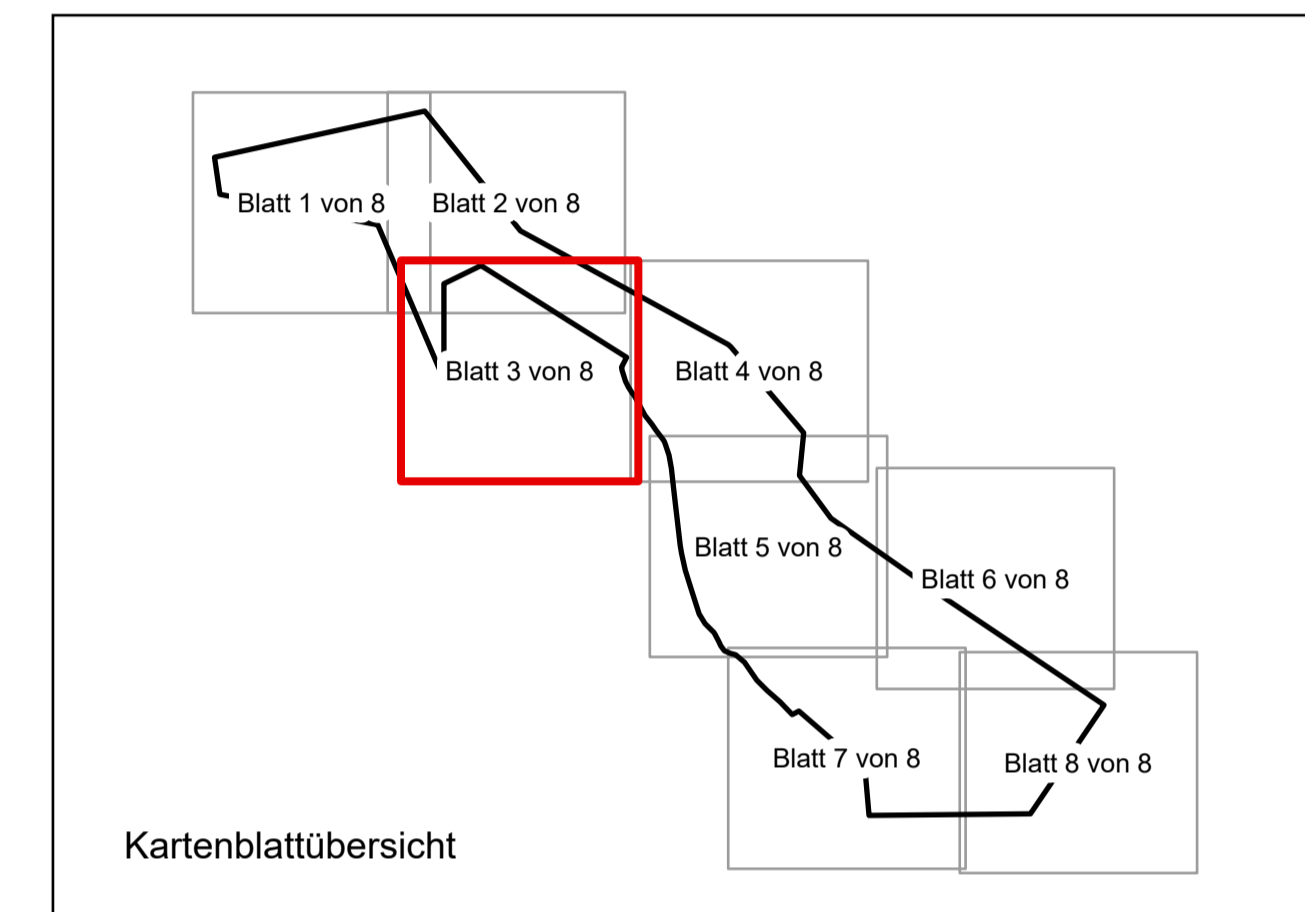 Blatt 1 von 8
Blatt 2 von 8
Blatt 3 von 8
Blatt 4 von 8
Blatt 5 von 8
Blatt 6 von 8
Blatt 7 von 8
Blatt 8 von 8
Kartenblattübersicht